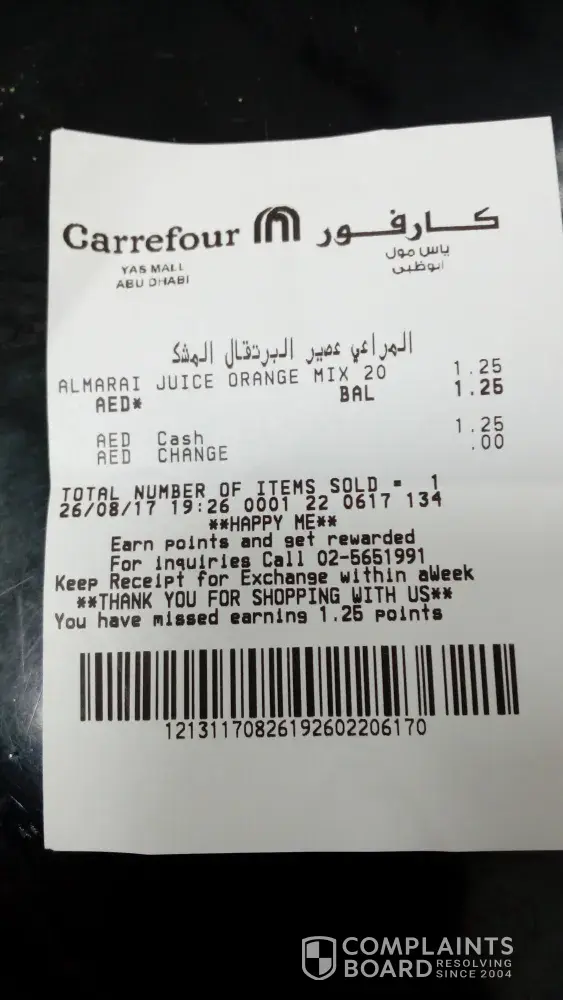 Carrefour كارفور
YAS MALL
ABU DHABI
ياس مول
ابوظبي
المراعي عصير البرتقال المشك
ALMARAI JUICE ORANGE MIX 20 1.25
AED* BAL 1.25
AED Cash 1.25
AED CHANGE .00
TOTAL NUMBER OF ITEMS SOLD = 1
26/08/17 19:26 0001 22 0617 134
**HAPPY ME**
Earn points and get rewarded
For inquiries Call 02-5651991
Keep Receipt for Exchange within aWeek
**THANK YOU FOR SHOPPING WITH US**
You have missed earning 1.25 points
12131170826192602206170
COMPLAINTS
BOARD RESOLVING
SINCE 2004